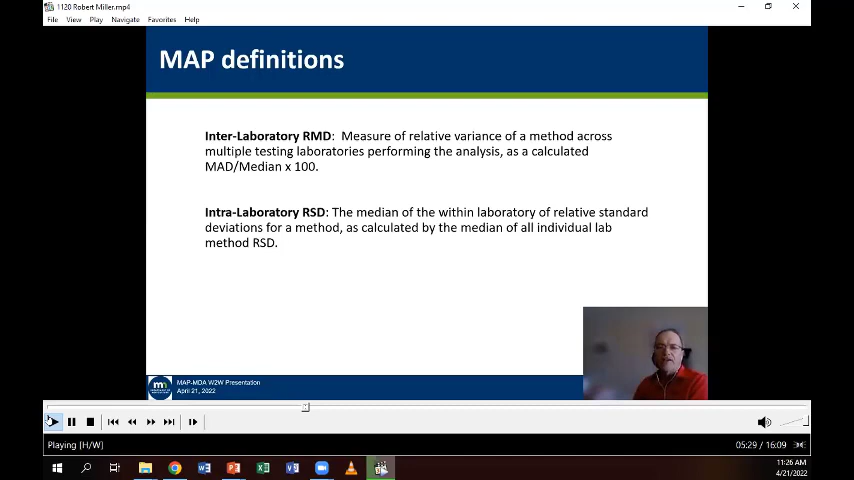 1120 Robert Miller.mp4
File View Play Navigate Favorites Help
MAP definitions
Inter-Laboratory RMD: Measure of relative variance of a method across
multiple testing laboratories performing the analysis, as a calculated
MAD/Median x 100.
Intra-Laboratory RSD: The median of the within laboratory of relative standard
deviations for a method, as calculated by the median of all individual lab
method RSD.
MAP-MDA W2W Presentation
April 21, 2022
Playing [H/W]
05:29 / 16:09
11:26 AM
4/21/2022